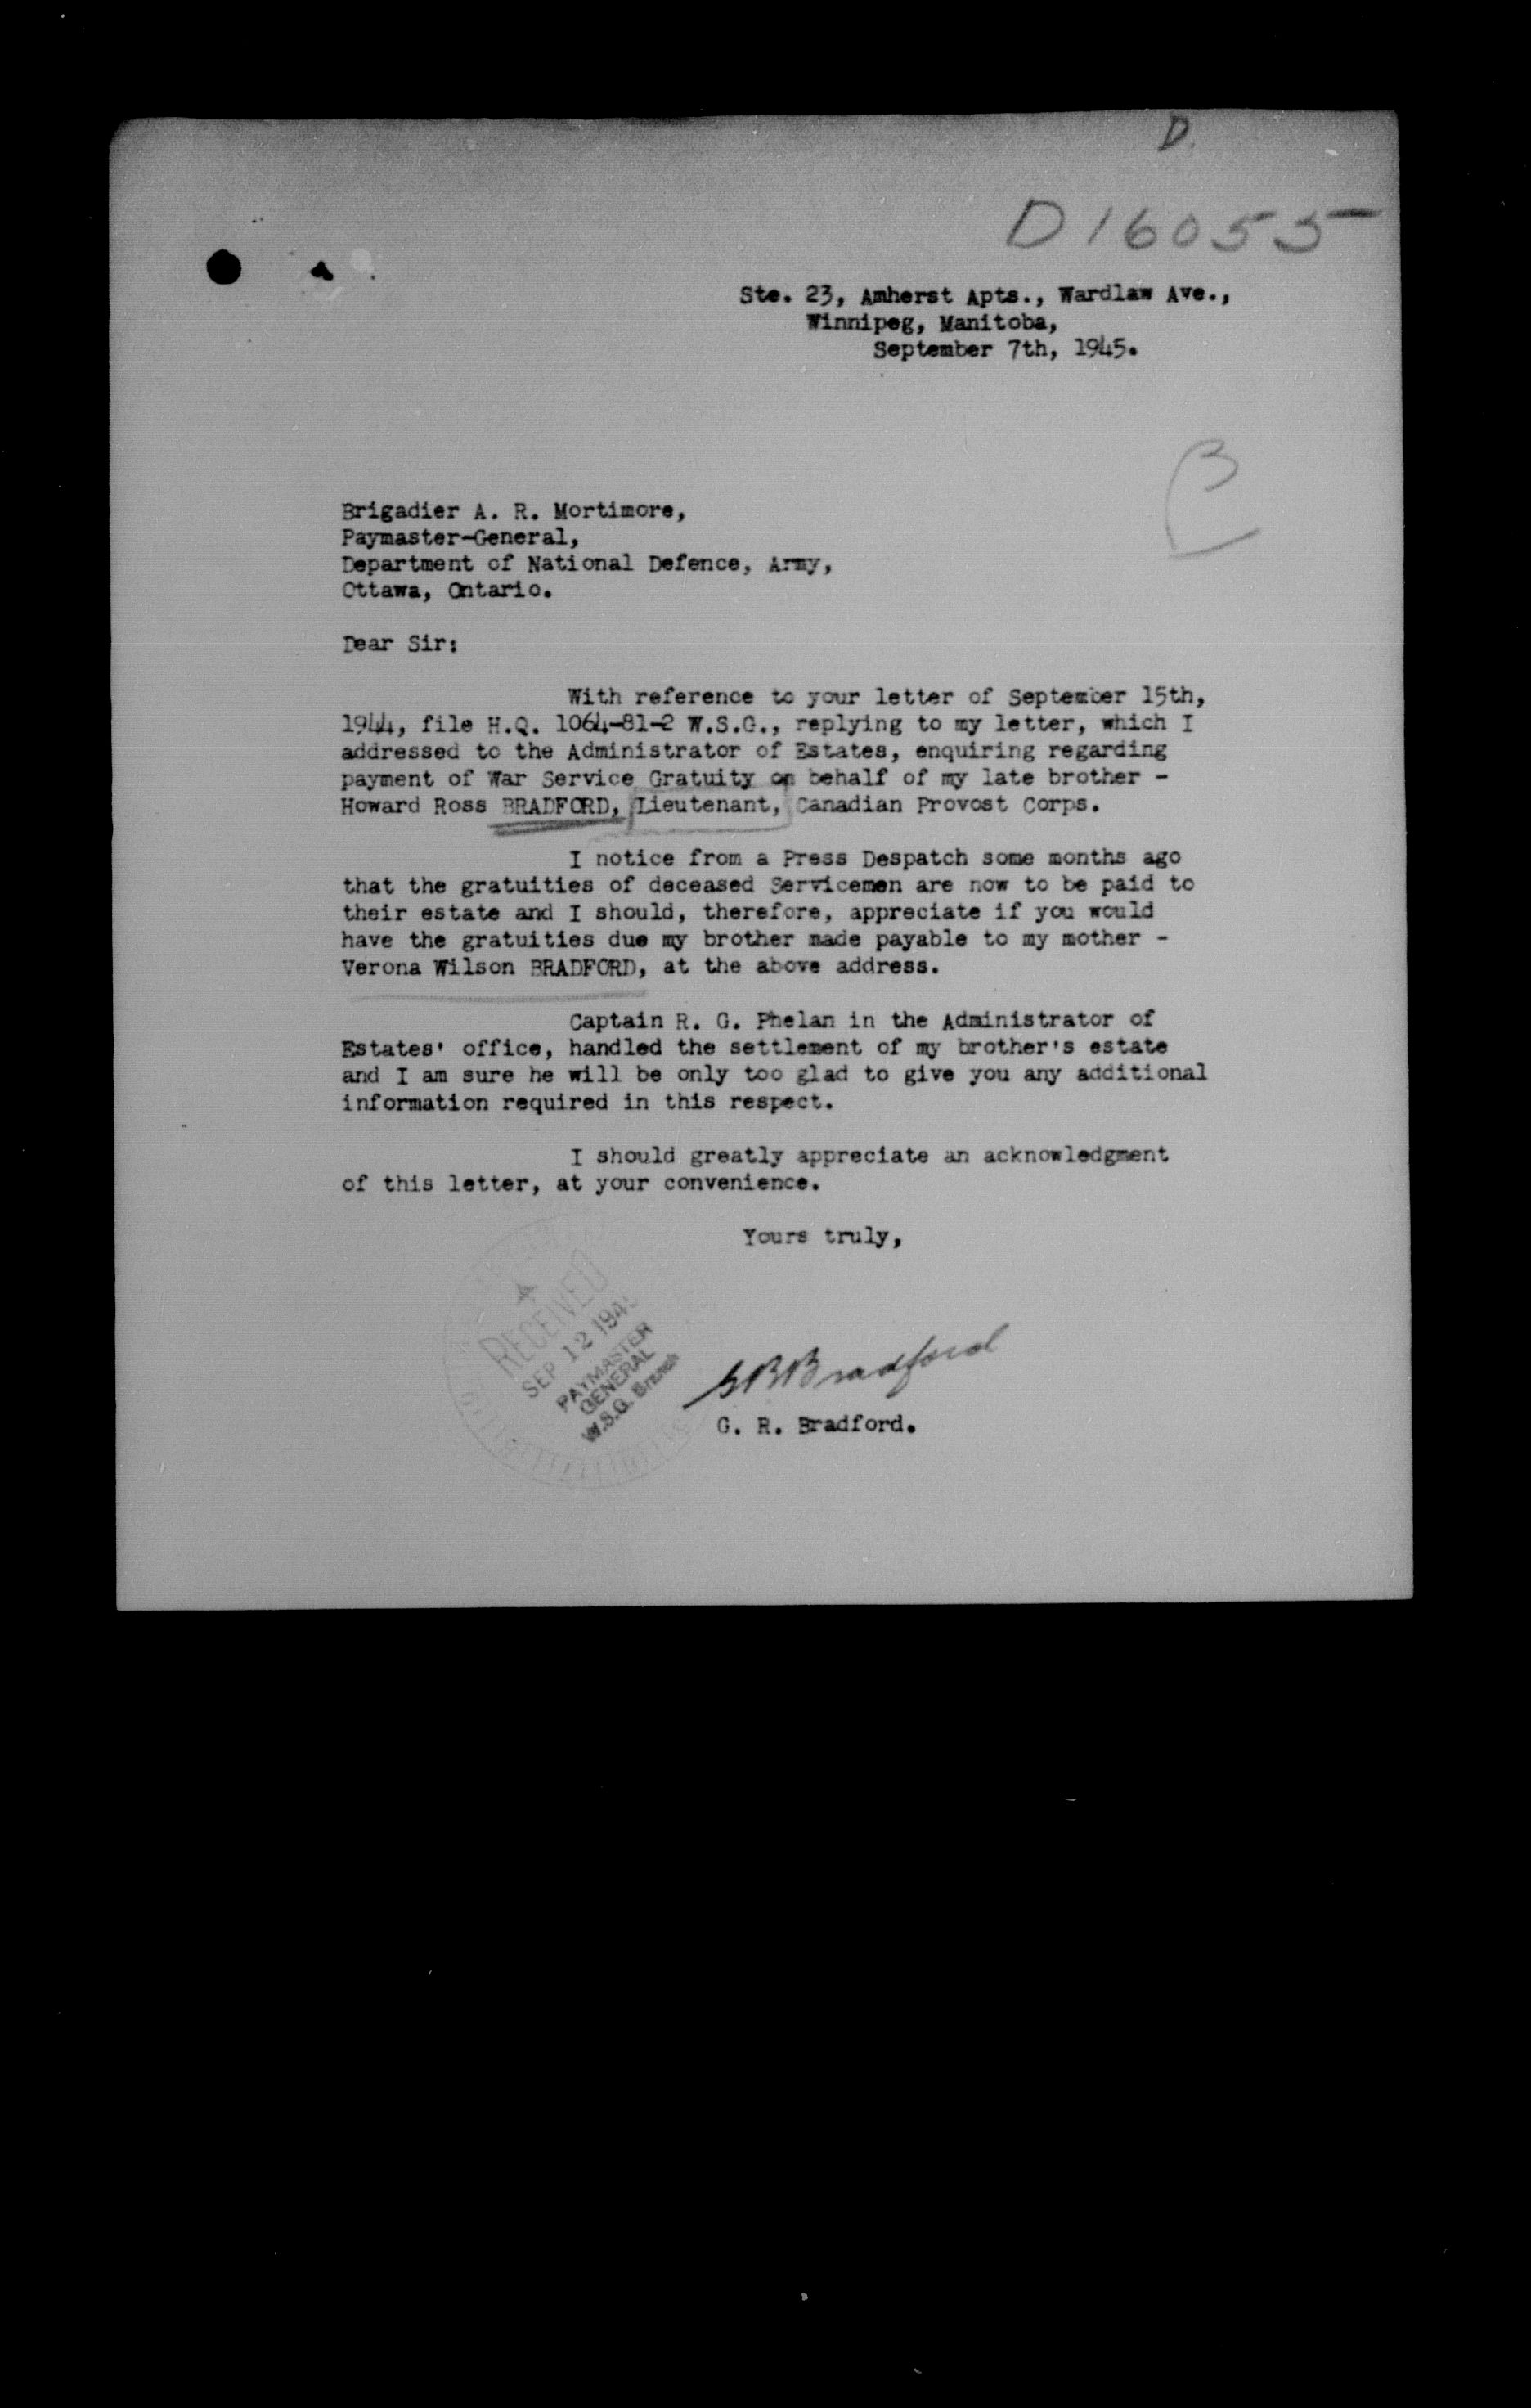 D.
D16055
Ste. 23, Amherst Apts., Wardlaw Ave.,
Winnipeg, Manitoba,
September 7th, 1945.
B
Brigadier A. R. Mortimore,
Paymaster-General,
Department of National Defence, Army,
Ottawa, Ontario.
Dear Sir:
With reference to your letter of September 15th,
1944, file H.Q. 1064-81-2 W.S.G., replying to my letter, which I
addressed to the Administrator of Estates, enquiring regarding
payment of War Service Gratuity on behalf of my late brother -
Howard Ross BRADFORD, Lieutenant, Canadian Provost Corps.
I notice from a Press Despatch some months ago
that the gratuities of deceased Servicemen are now to be paid to
their estate and I should, therefore, appreciate if you would
have the gratuities due my brother made payable to my mother -
Verona Wilson BRADFORD, at the above address.
Captain R. G. Phelan in the Administrator of
Estates' office, handled the settlement of my brother's estate
and I am sure he will be only too glad to give you any additional
information required in this respect.
I should greatly appreciate an acknowledgment
of this letter, at your convenience.
Yours truly,
RECEIVED
SEP 12 1945
PAYMASTER
GENERAL
W.S.G. Branch
G R Bradford
G. R. Bradford.